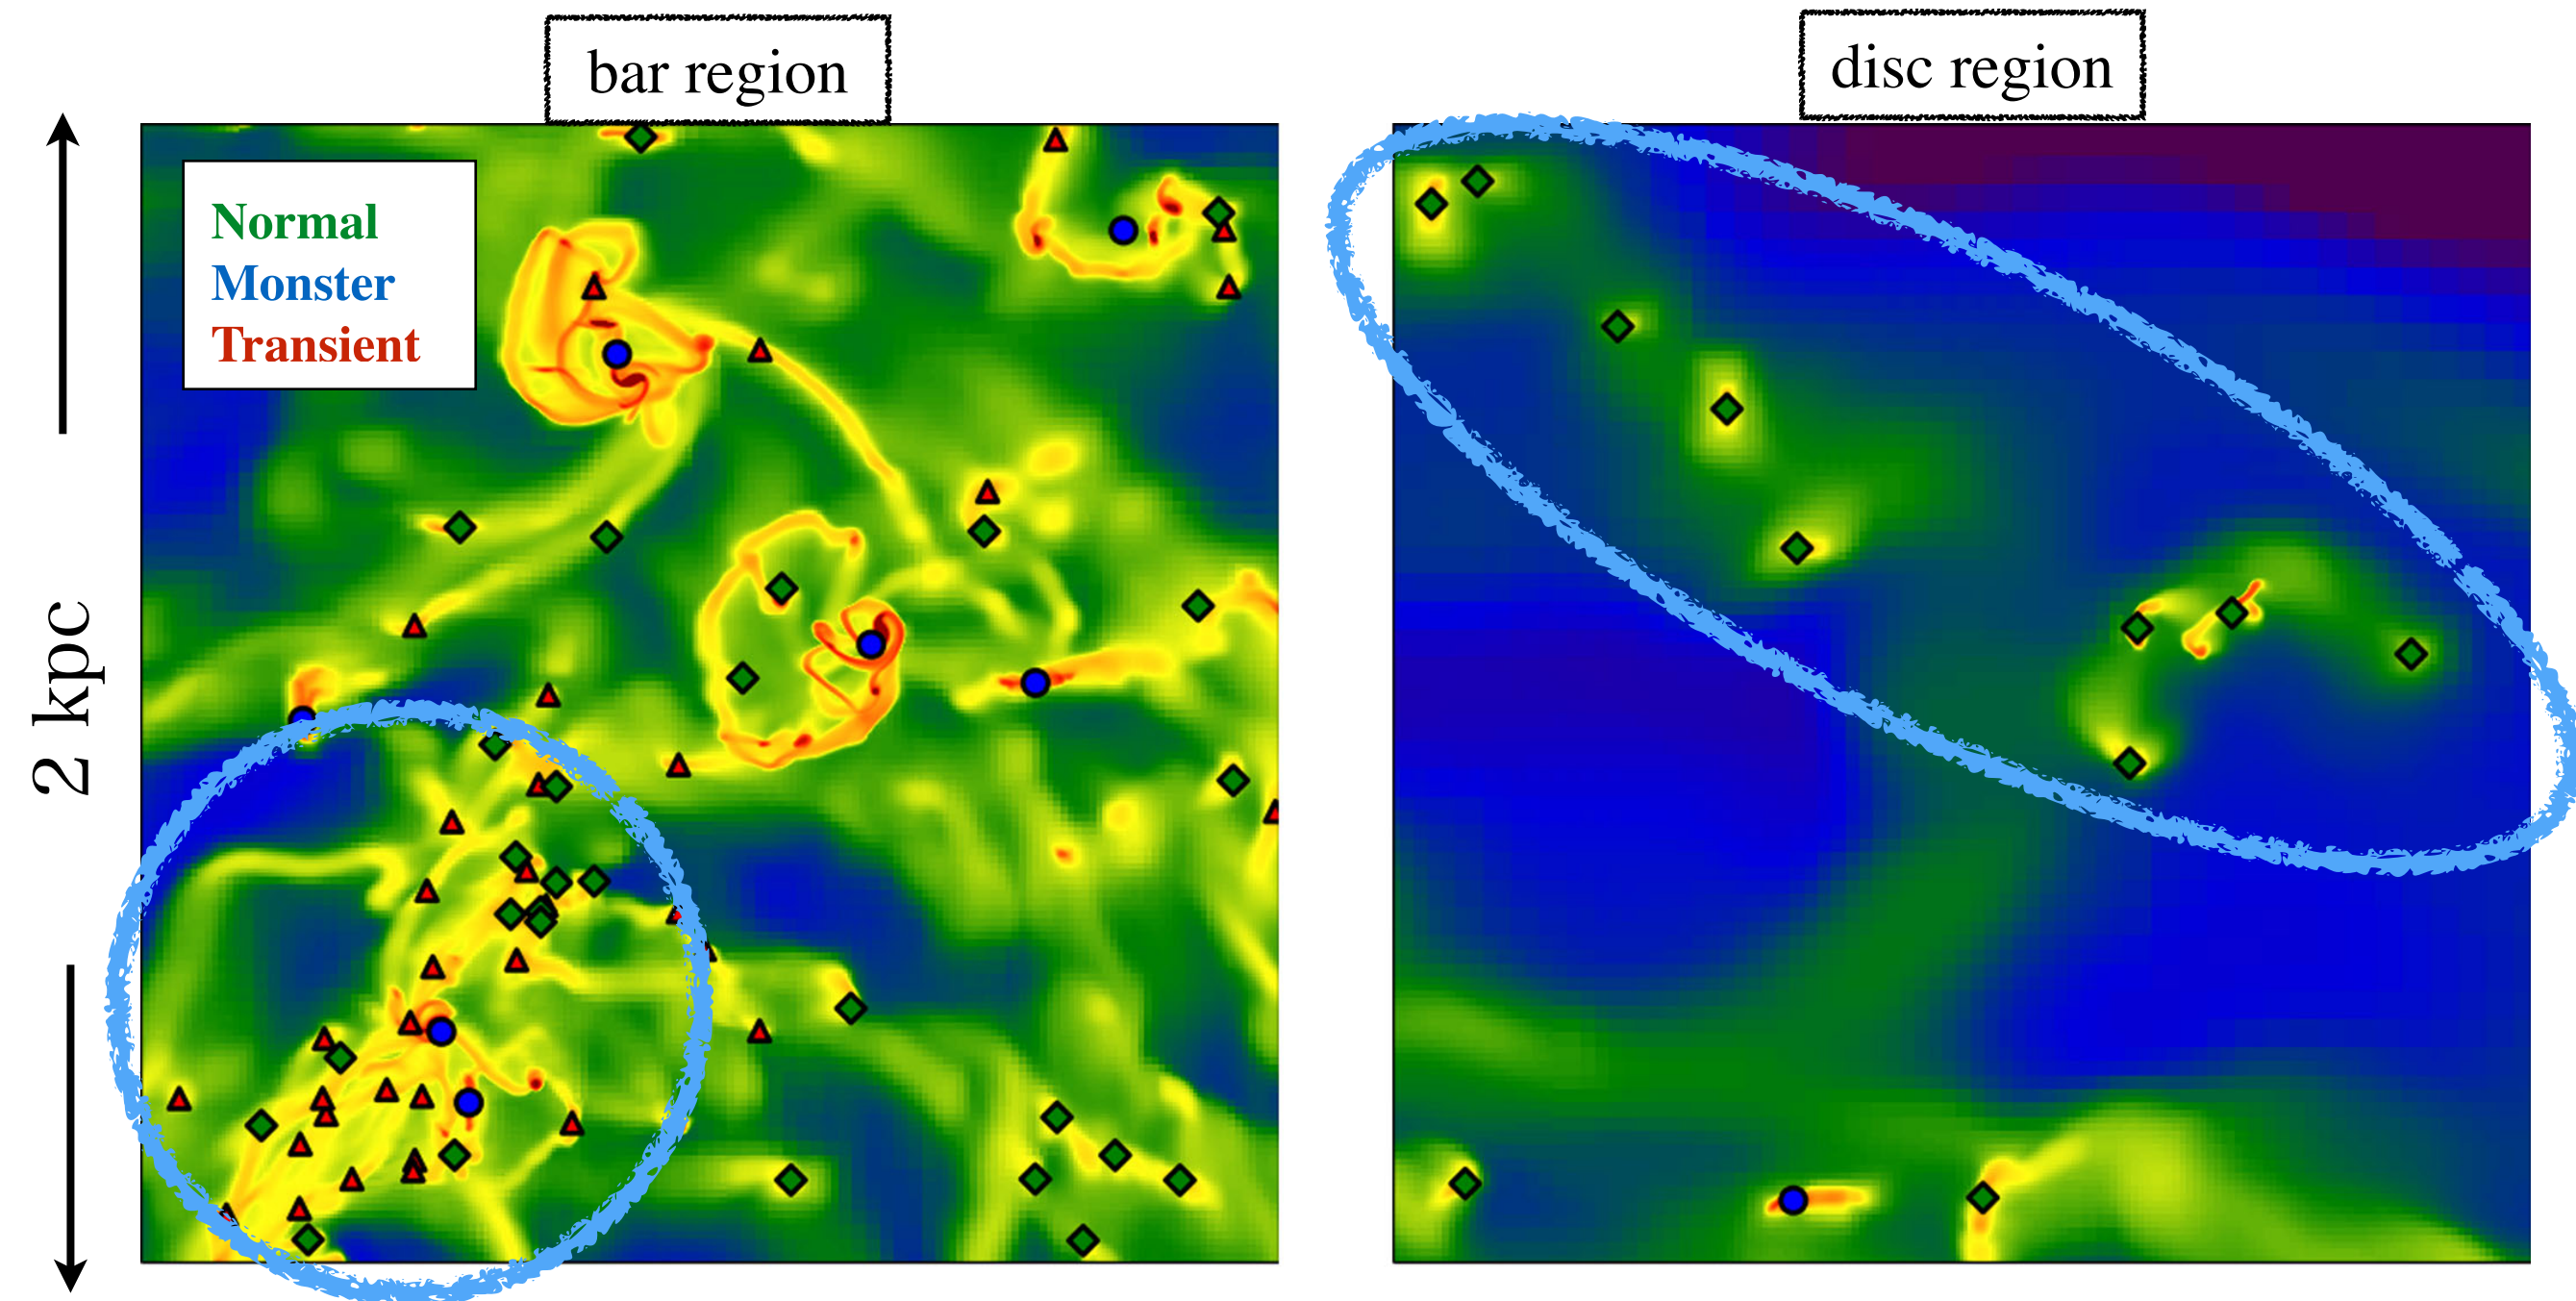 bar region
disc region
Normal
Monster
Transient
2 kpc